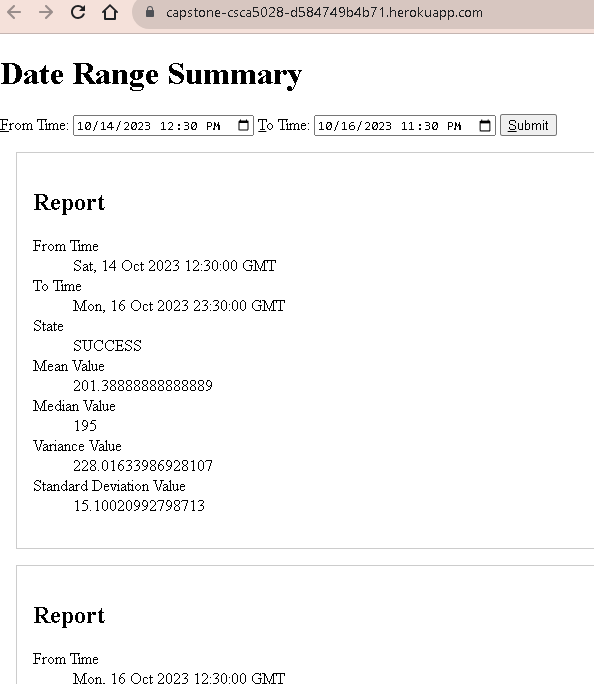 capstone-csca5028-d584749b4b71.herokuapp.com
Date Range Summary
From Time: 10/14/2023 12:30 PM To Time: 10/16/2023 11:30 PM Submit
Report
From Time
Sat, 14 Oct 2023 12:30:00 GMT
To Time
Mon, 16 Oct 2023 23:30:00 GMT
State
SUCCESS
Mean Value
201.38888888888889
Median Value
195
Variance Value
228.01633986928107
Standard Deviation Value
15.10020992798713
Report
From Time
Mon, 16 Oct 2023 12:30:00 GMT